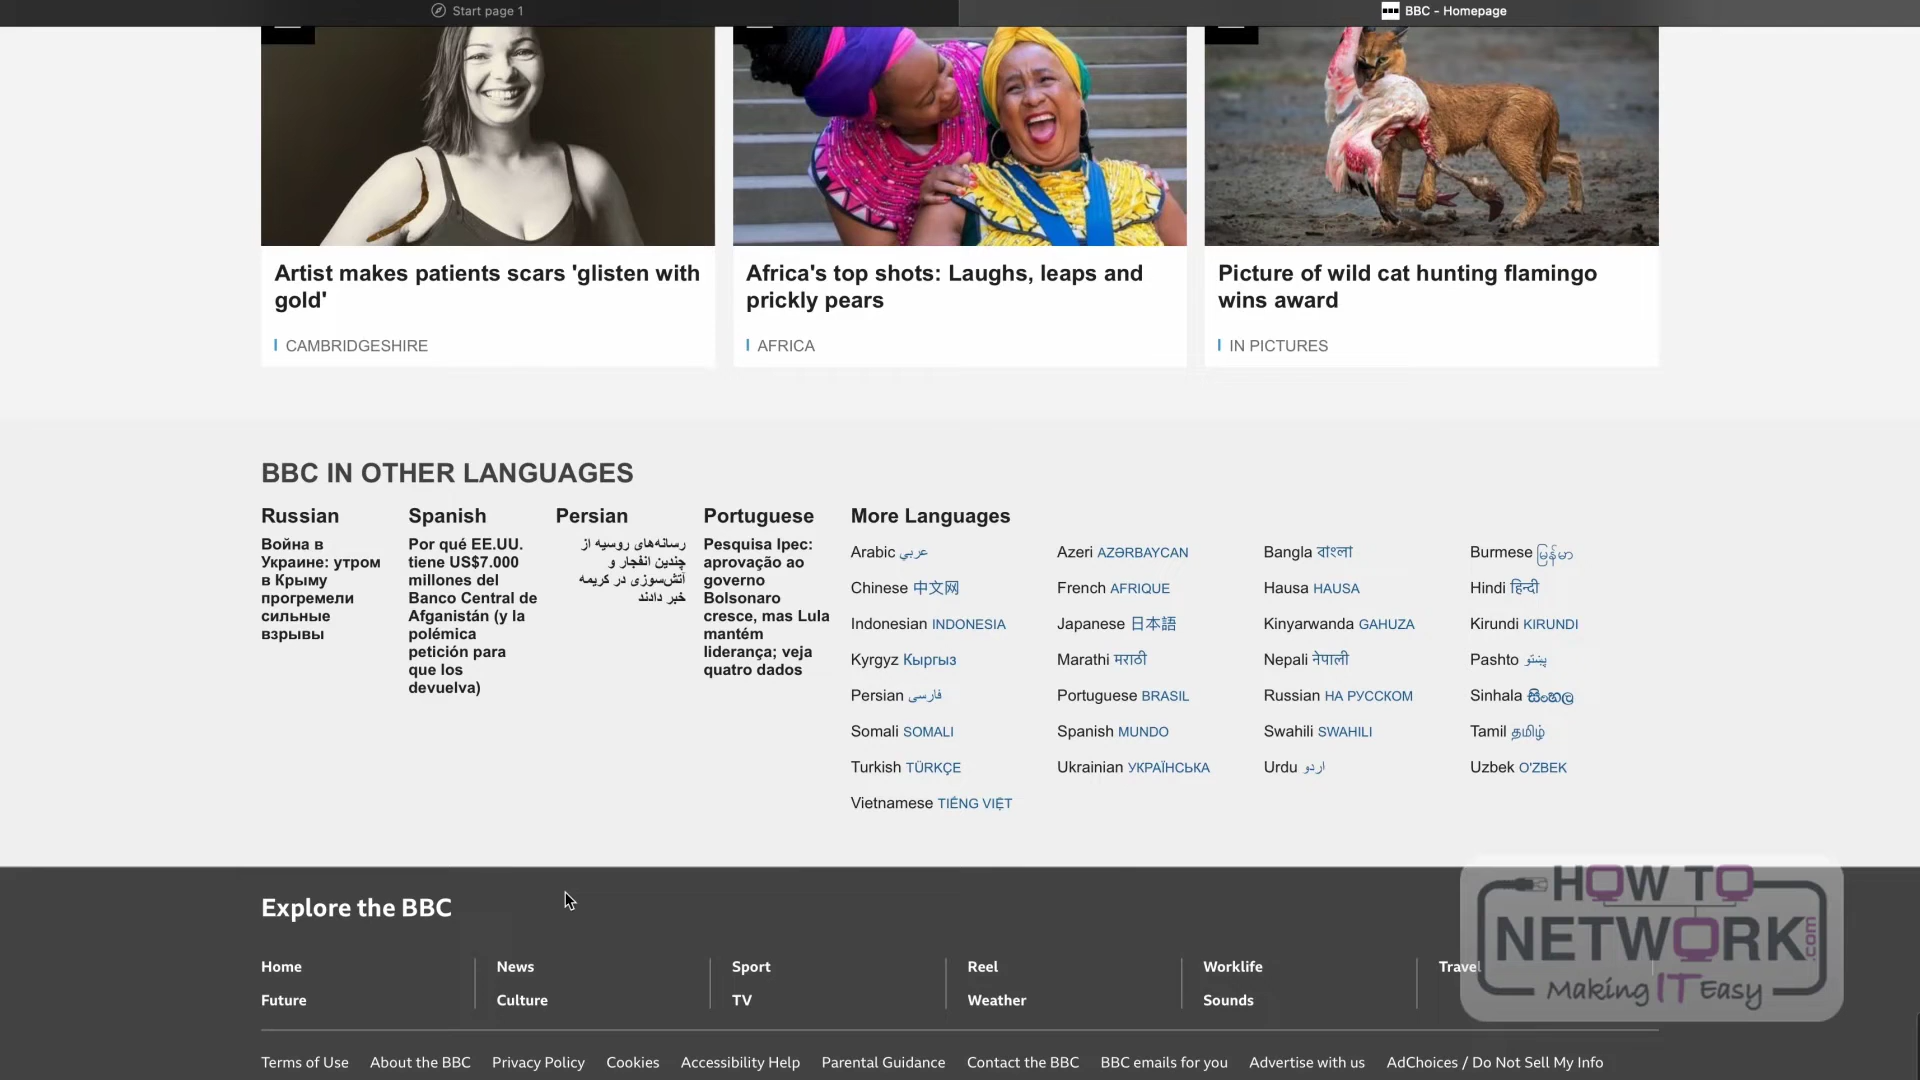 Start page 1
BBC - Homepage
Artist makes patients scars 'glisten with
gold'
CAMBRIDGESHIRE
Africa's top shots: Laughs, leaps and
prickly pears
AFRICA
Picture of wild cat hunting flamingo
wins award
IN PICTURES
BBC IN OTHER LANGUAGES
Russian
Война в
Украине: утром
в Крыму
прогремели
сильные
взрывы
Spanish
Por qué EE.UU.
tiene US$7.000
millones del
Banco Central de
Afganistán (y la
polémica
petición para
que los
devuelva)
Persian
رسانه‌های روسیه از
چندین انفجار و
آتش‌سوزی در کریمه
خبر دادند
Portuguese
Pesquisa Ipec:
aprovação ao
governo
Bolsonaro
cresce, mas Lula
mantém
liderança; veja
quatro dados
More Languages
Arabic عربي
Azeri AZƏRBAYCAN
Bangla বাংলা
Burmese မြန်မာ
Chinese 中文网
French AFRIQUE
Hausa HAUSA
Hindi हिन्दी
Indonesian INDONESIA
Japanese 日本語
Kinyarwanda GAHUZA
Kirundi KIRUNDI
Kyrgyz Кыргыз
Marathi मराठी
Nepali नेपाली
Pashto پښتو
Persian فارسی
Portuguese BRASIL
Russian НА РУССКОМ
Sinhala සිංහල
Somali SOMALI
Spanish MUNDO
Swahili SWAHILI
Tamil தமிழ்
Turkish TÜRKÇE
Ukrainian УКРАЇНСЬКА
Urdu اردو
Uzbek O'ZBEK
Vietnamese TIẾNG VIỆT
Explore the BBC
Home
News
Sport
Reel
Worklife
Travel
Future
Culture
TV
Weather
Sounds
Terms of Use
About the BBC
Privacy Policy
Cookies
Accessibility Help
Parental Guidance
Contact the BBC
BBC emails for you
Advertise with us
AdChoices / Do Not Sell My Info
HOW TO
NETWORK.com
Making IT Easy